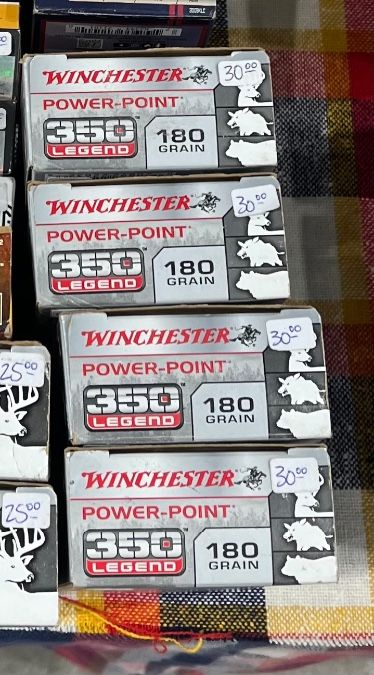 WINCHESTER
30.00
POWER-POINT
350
LEGEND
180
GRAIN
WINCHESTER
30.00
POWER-POINT
350
LEGEND
180
GRAIN
WINCHESTER
30.00
POWER-POINT
350
LEGEND
180
GRAIN
25.00
WINCHESTER
30.00
POWER-POINT
350
LEGEND
180
GRAIN
25.00